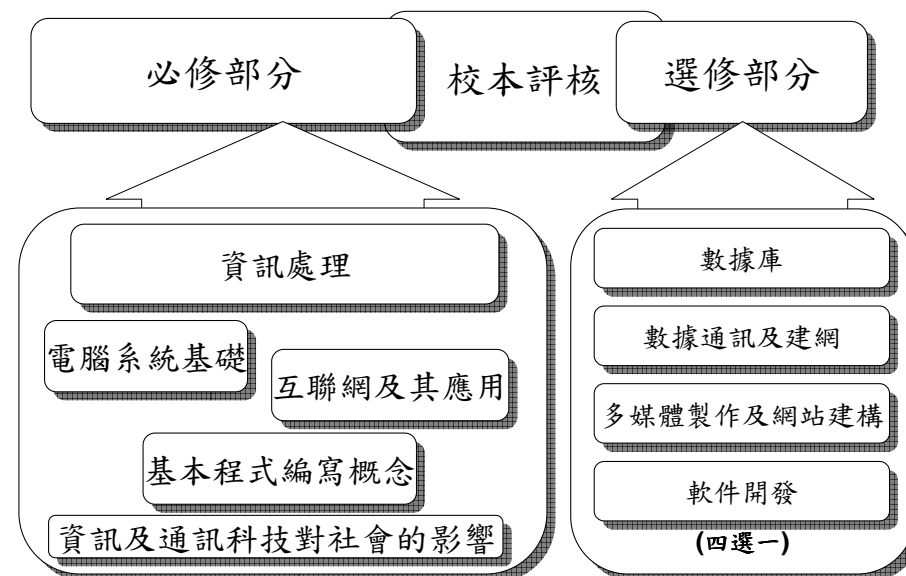 必修部分
校本評核
選修部分
資訊處理
電腦系統基礎
互聯網及其應用
基本程式編寫概念
資訊及通訊科技對社會的影響
數據庫
數據通訊及建網
多媒體製作及網站建構
軟件開發
(四選一)